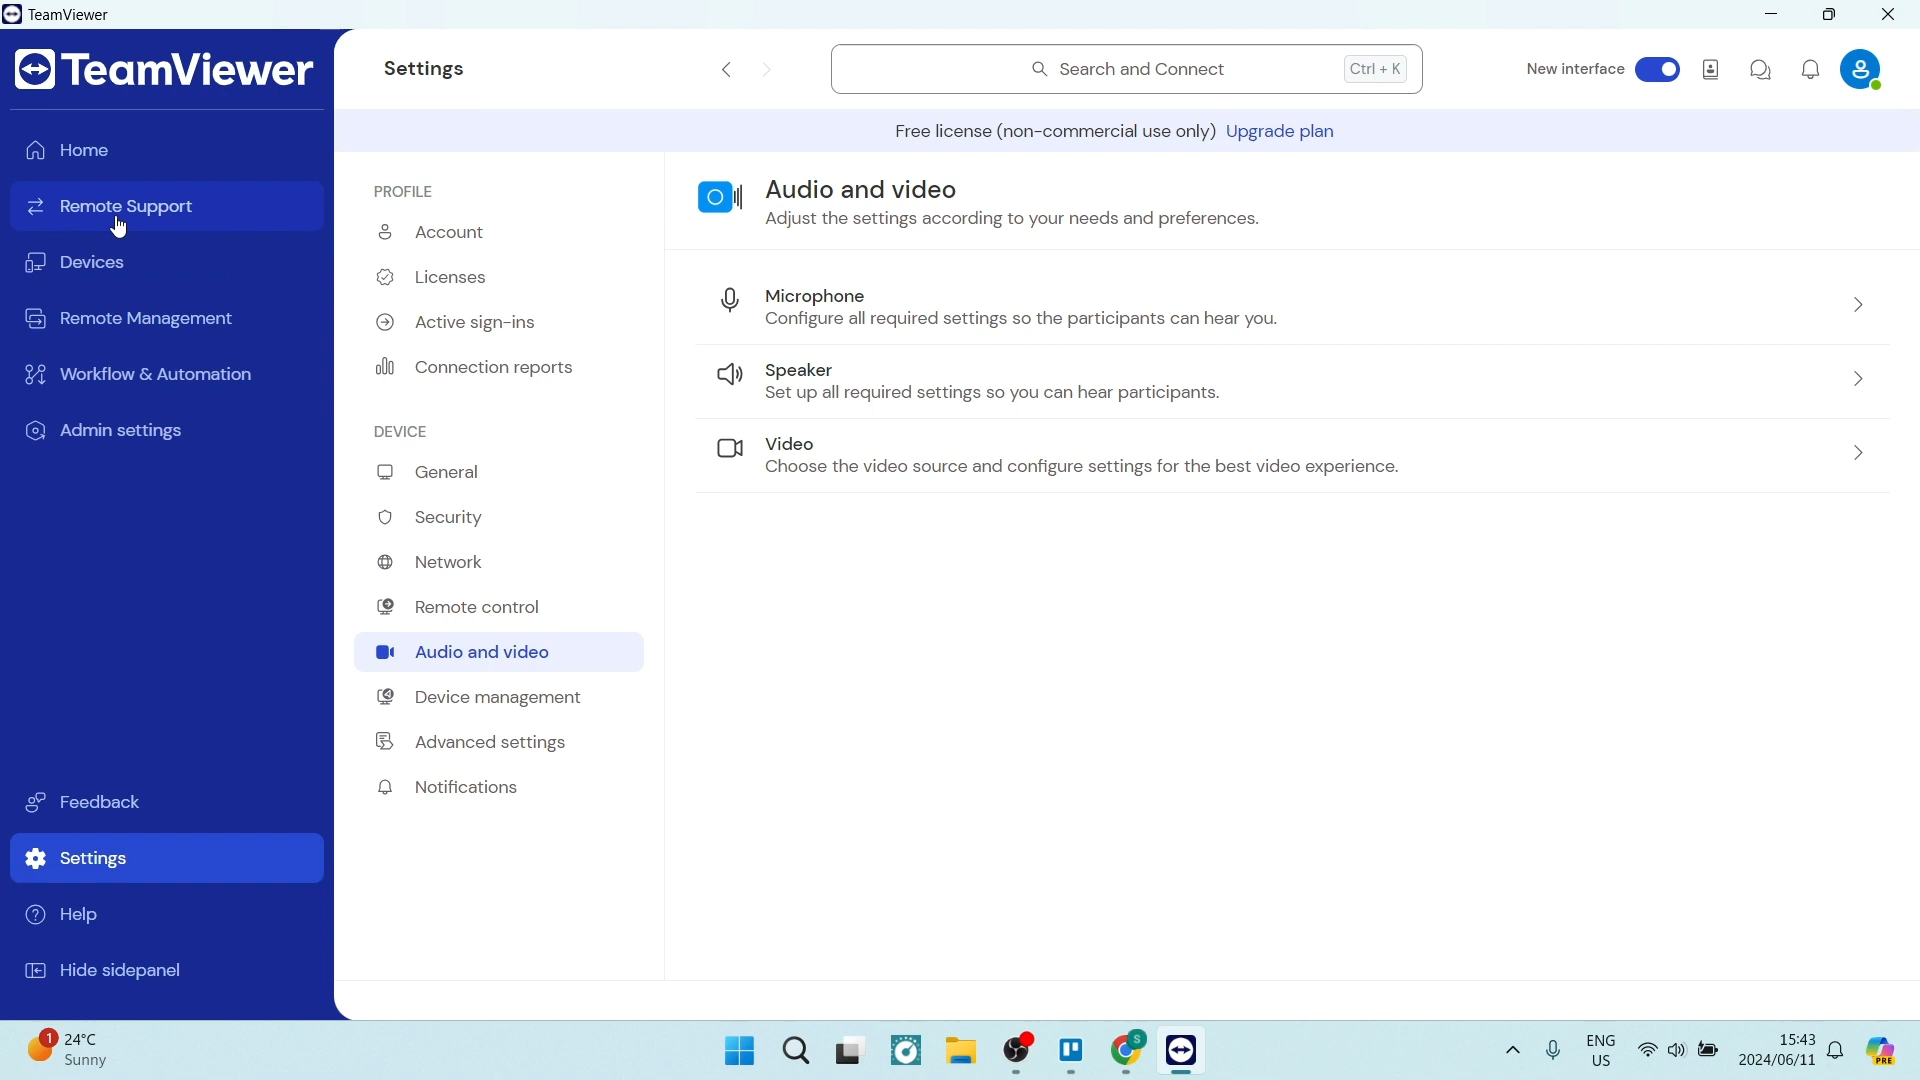 TeamViewer
TeamViewer
Home
Remote Support
Devices
Remote Management
Workflow & Automation
Admin settings
Feedback
Settings
Help
Hide sidepanel
Settings
Search and Connect
Ctrl + K
New interface
Free license (non-commercial use only) Upgrade plan
PROFILE
Account
Licenses
Active sign-ins
Connection reports
DEVICE
General
Security
Network
Remote control
Audio and video
Device management
Advanced settings
Notifications
Audio and video
Adjust the settings according to your needs and preferences.
Microphone
Configure all required settings so the participants can hear you.
Speaker
Set up all required settings so you can hear participants.
Video
Choose the video source and configure settings for the best video experience.
1
24°C
Sunny
S
ENG
US
15:43
2024/06/11
PRE